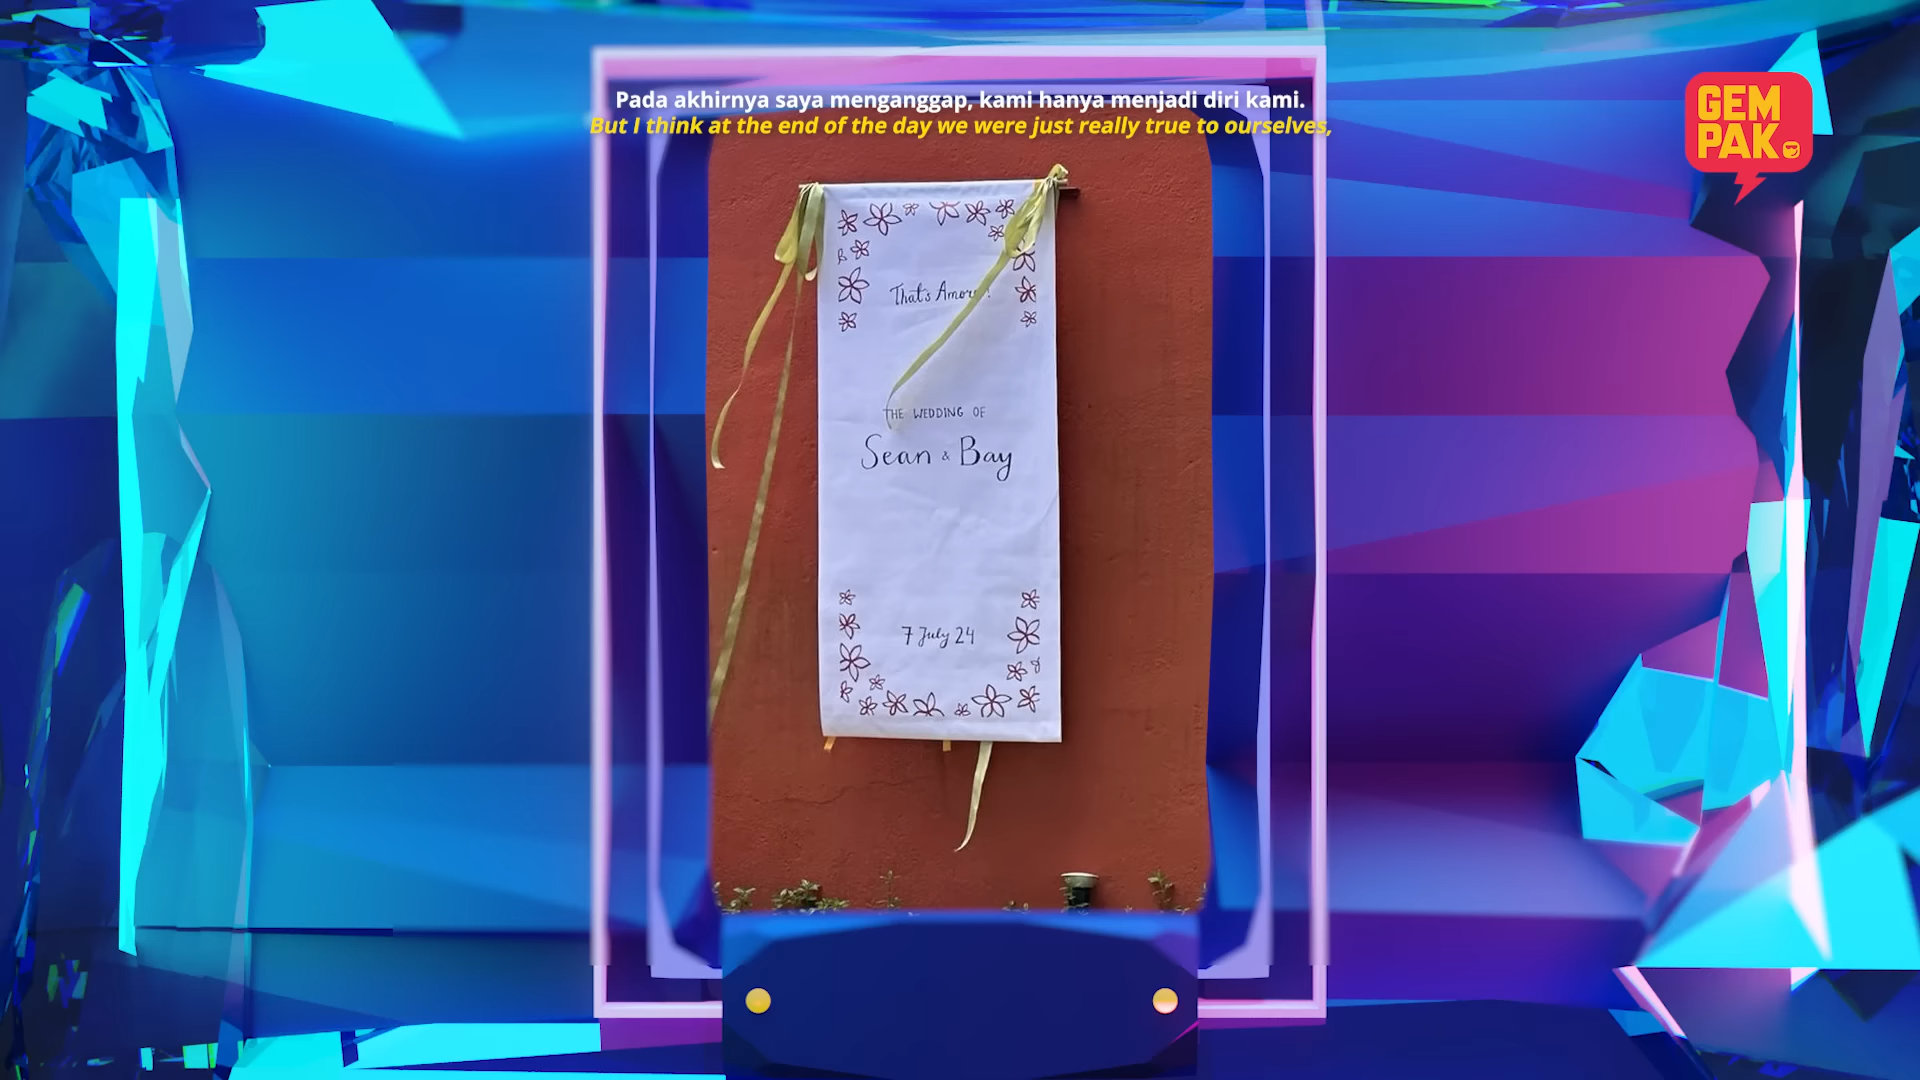 Pada akhirnya saya menganggap, kami hanya menjadi diri kami.
But I think at the end of the day we were just really true to ourselves,
GEM
PAK
That's Amore!
THE WEDDING OF
Sean & Bay
7 July 24